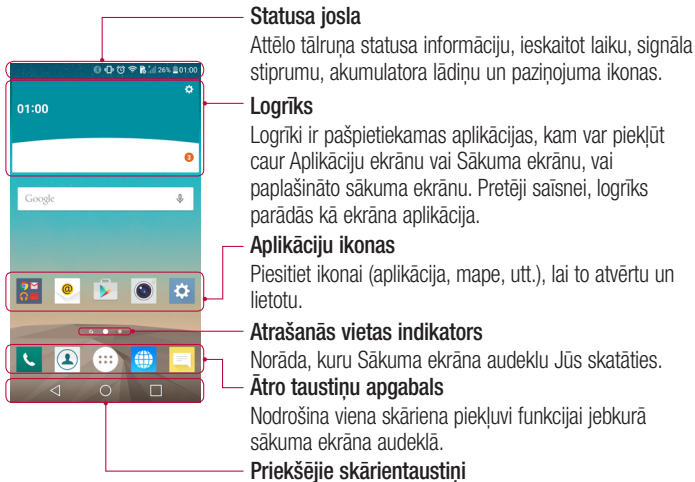 Statusa josla
Attēlo tālruņa statusa informāciju, ieskaitot laiku, signāla
stiprumu, akumulatora lādiņu un paziņojuma ikonas.
26% 01:00
01:00
3
Logrīks
Logrīki ir pašpietiekamas aplikācijas, kam var piekļūt
caur Aplikāciju ekrānu vai Sākuma ekrānu, vai
paplašināto sākuma ekrānu. Pretēji saīsnei, logrīks
parādās kā ekrāna aplikācija.
Google
Aplikāciju ikonas
Piesitiet ikonai (aplikācija, mape, utt.), lai to atvērtu un
lietotu.
Atrašanās vietas indikators
Norāda, kuru Sākuma ekrāna audeklu Jūs skatāties.
Ātro taustiņu apgabals
Nodrošina viena skāriena piekļuvi funkcijai jebkurā
sākuma ekrāna audeklā.
Priekšējie skārientaustiņi